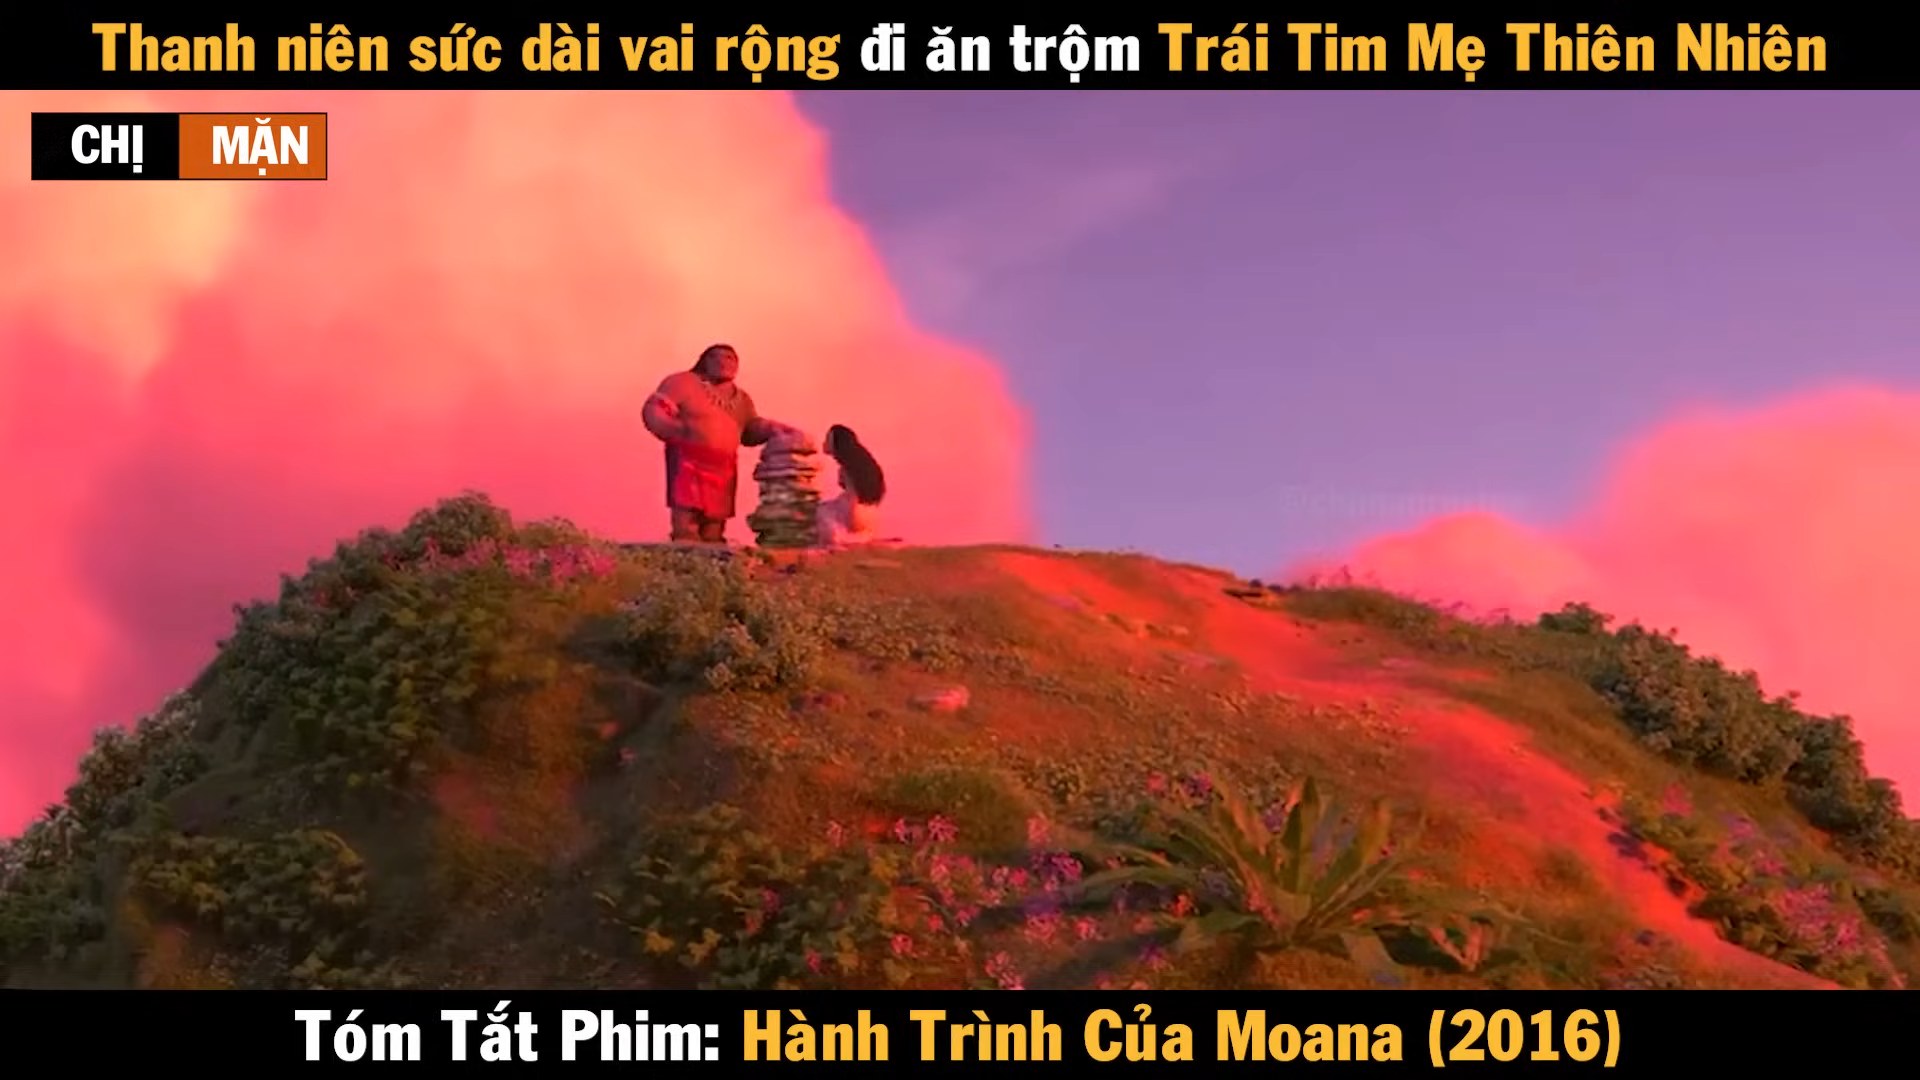 Thanh niên sức dài vai rộng đi ăn trộm Trái Tim Mẹ Thiên Nhiên
CHỊ MẶN
Tóm Tắt Phim: Hành Trình Của Moana (2016)